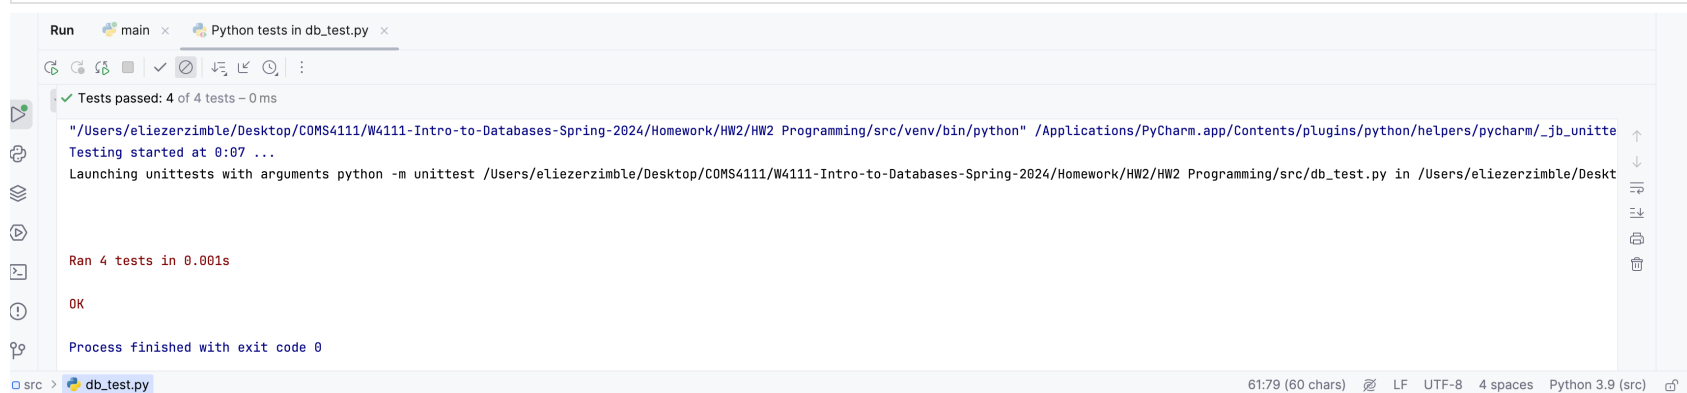 Run main Python tests in db_test.py
Tests passed: 4 of 4 tests – 0 ms
"/Users/eliezerzimble/Desktop/COMS4111/W4111-Intro-to-Databases-Spring-2024/Homework/HW2/HW2 Programming/src/venv/bin/python" /Applications/PyCharm.app/Contents/plugins/python/helpers/pycharm/_jb_unitte
Testing started at 0:07 ...
Launching unittests with arguments python -m unittest /Users/eliezerzimble/Desktop/COMS4111/W4111-Intro-to-Databases-Spring-2024/Homework/HW2/HW2 Programming/src/db_test.py in /Users/eliezerzimble/Deskt
Ran 4 tests in 0.001s
OK
Process finished with exit code 0
src > db_test.py 61:79 (60 chars) LF UTF-8 4 spaces Python 3.9 (src)